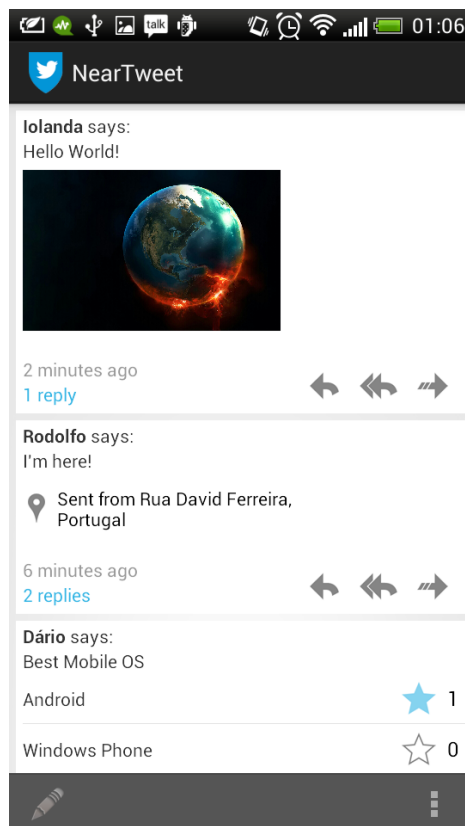 talk
01:06
NearTweet
Iolanda says:
Hello World!
2 minutes ago
1 reply
Rodolfo says:
I'm here!
Sent from Rua David Ferreira,
Portugal
6 minutes ago
2 replies
Dário says:
Best Mobile OS
Android 1
Windows Phone 0